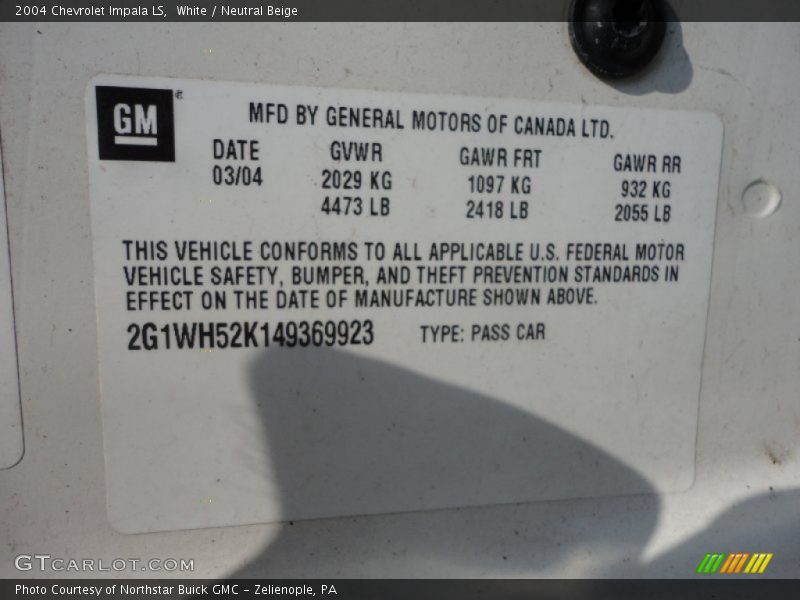 2004 Chevrolet Impala LS, White / Neutral Beige
GM®
MFD BY GENERAL MOTORS OF CANADA LTD.
DATE GVWR GAWR FRT GAWR RR
03/04 2029 KG 1097 KG 932 KG
4473 LB 2418 LB 2055 LB
THIS VEHICLE CONFORMS TO ALL APPLICABLE U.S. FEDERAL MOTOR
VEHICLE SAFETY, BUMPER, AND THEFT PREVENTION STANDARDS IN
EFFECT ON THE DATE OF MANUFACTURE SHOWN ABOVE.
2G1WH52K149369923 TYPE: PASS CAR
GTCARLOT.COM
Photo Courtesy of Northstar Buick GMC - Zelienople, PA